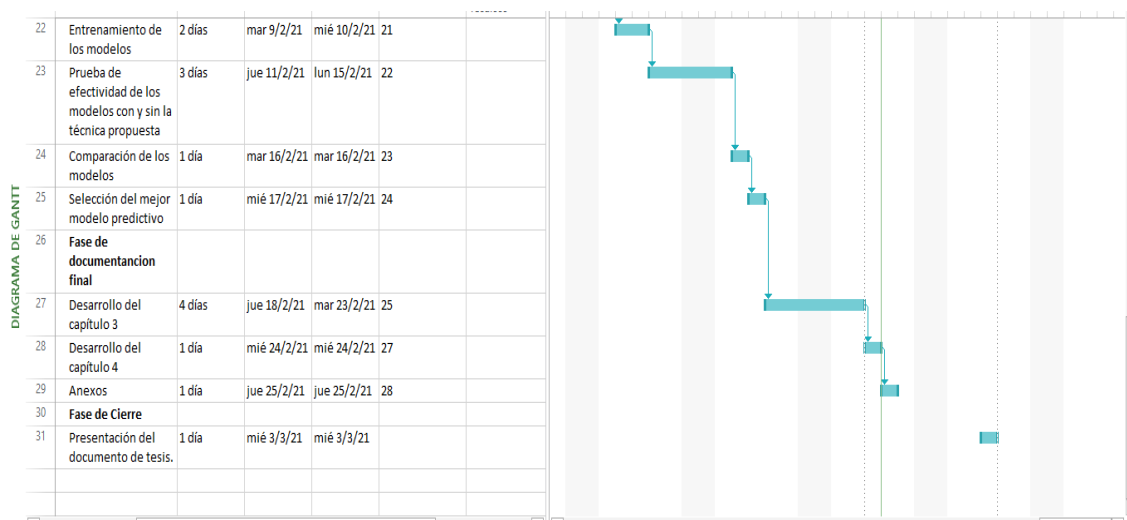 DIAGRAMA DE GANTT
22 Entrenamiento de 2 días mar 9/2/21 mié 10/2/21 21
los modelos
23 Prueba de 3 días jue 11/2/21 lun 15/2/21 22
efectividad de los
modelos con y sin la
técnica propuesta
24 Comparación de los 1 día mar 16/2/21 mar 16/2/21 23
modelos
25 Selección del mejor 1 día mié 17/2/21 mié 17/2/21 24
modelo predictivo
26 Fase de
documentancion
final
27 Desarrollo del 4 días jue 18/2/21 mar 23/2/21 25
capítulo 3
28 Desarrollo del 1 día mié 24/2/21 mié 24/2/21 27
capítulo 4
29 Anexos 1 día jue 25/2/21 jue 25/2/21 28
30 Fase de Cierre
31 Presentación del 1 día mié 3/3/21 mié 3/3/21
documento de tesis.